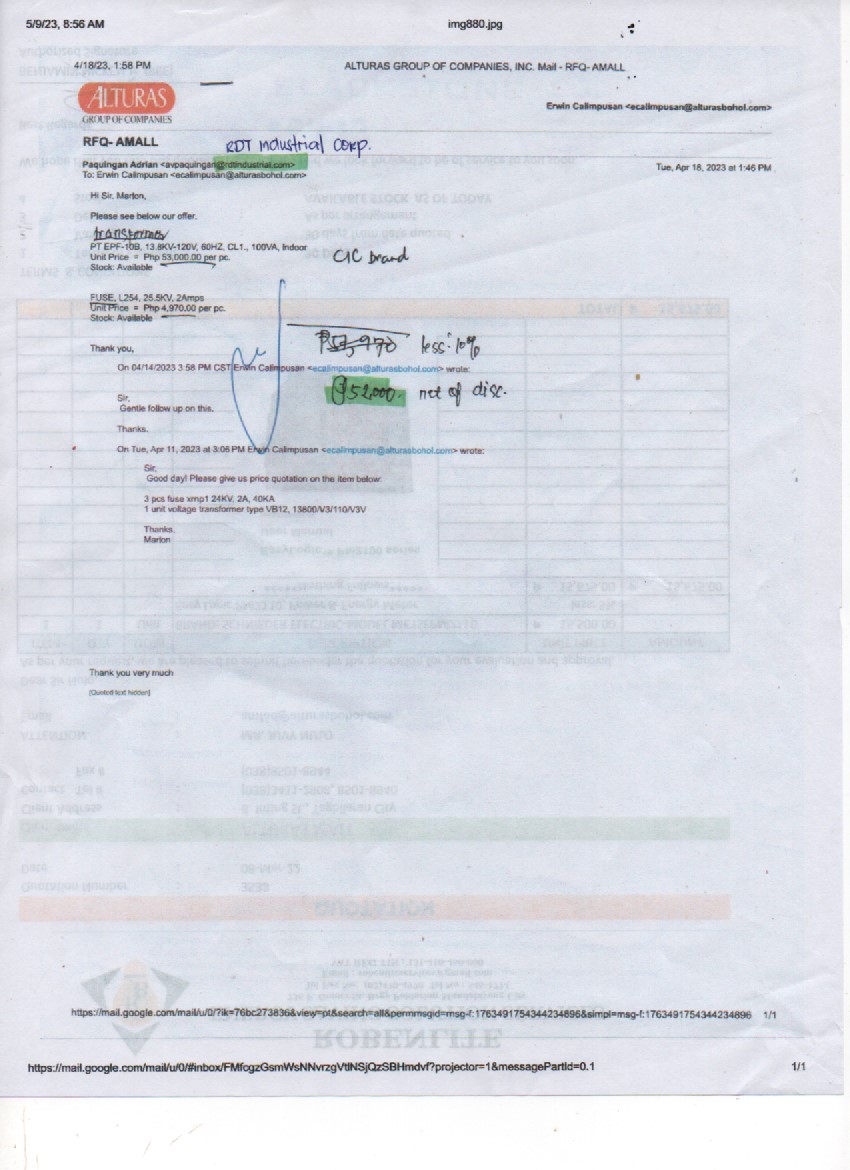 5/9/23, 8:56 AM img880.jpg
4/18/23, 1:58 PM ALTURAS GROUP OF COMPANIES, INC. Mail - RFQ- AMALL
ALTURAS
GROUP OF COMPANIES
Erwin Calimpusan <ecalimpusan@alturasbohol.com>
RFQ- AMALL RDT Industrial Corp.
Paquingan Adrian <avpaquingan@rdtindustrial.com> Tue, Apr 18, 2023 at 1:46 PM
To: Erwin Calimpusan <ecalimpusan@alturasbohol.com>
Hi Sir. Marlon,
Please see below our offer.
transformer
PT EPF-10B, 13.8KV-120V, 60HZ, CL1., 100VA, Indoor
Unit Price = Php 53,000.00 per pc. CIC brand
Stock: Available
FUSE, L254, 25.5KV, 2Amps
Unit Price = Php 4,970.00 per pc.
Stock: Available
Thank you, less: 10%
On 04/14/2023 3:58 PM CST Erwin Calimpusan <ecalimpusan@alturasbohol.com> wrote:
₱52,000. net of disc.
Sir,
Gentle follow up on this.
Thanks.
On Tue, Apr 11, 2023 at 3:06 PM Erwin Calimpusan <ecalimpusan@alturasbohol.com> wrote:
Sir,
Good day! Please give us price quotation on the item below:
3 pcs fuse xmp1 24KV, 2A, 40KA
1 unit voltage transformer type VB12, 13800/V3/110/V3V
Thanks.
Marlon
Thank you very much
[Quoted text hidden]
https://mail.google.com/mail/u/0/?ik=76bc273836&view=pt&search=all&permmsgid=msg-f:1763491754344234896&simpl=msg-f:1763491754344234896 1/1
https://mail.google.com/mail/u/0/#inbox/FMfcgzGsmWsNNvrzgVtlNSjQzSBHmdvf?projector=1&messagePartId=0.1 1/1